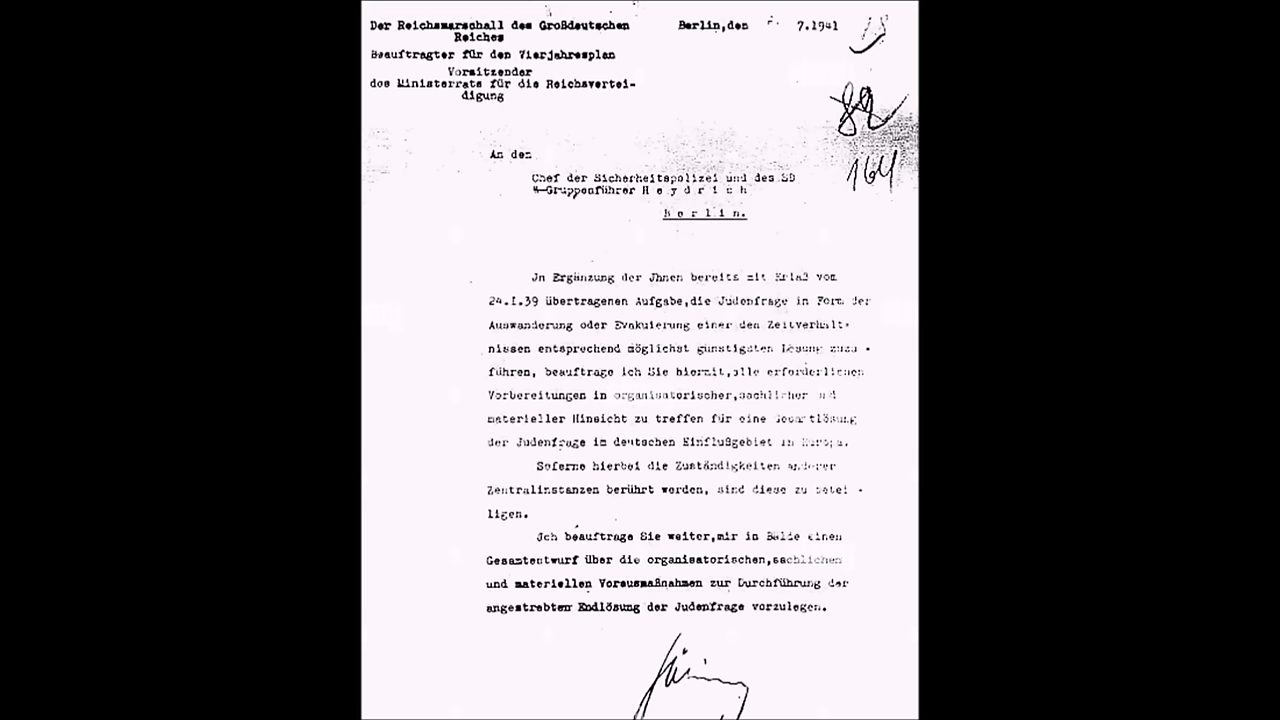 Der Reichsmarschall des Großdeutschen
Reiches
Beauftragter für den Vierjahresplan
Vorsitzender
des Ministerrats für die Reichsvertei-
digung
Berlin,den 7.1941
18
82
164
An den
Chef der Sicherheitspolizei und des SD
SS-Gruppenführer H e y d r i c h
B e r l i n.
Jn Ergänzung der Jhnen bereits mit Erlaß vom
24.I.39 übertragenen Aufgabe,die Judenfrage in Form der
Auswanderung oder Evakuierung einer den Zeitverhält-
nissen entsprechend möglichst günstigsten Lösung zuzu -
führen, beauftrage ich Sie hiermit,alle erforderlichen
Vorbereitungen in organisatorischer,sachlicher und
materieller Hinsicht zu treffen für eine Gesamtlösung
der Judenfrage im deutschen Einflußgebiet in Europa.
Soferne hierbei die Zuständigkeiten anderer
Zentralinstanzen berührt werden, sind diese zu betei -
ligen.
Jch beauftrage Sie weiter,mir in Bälde einen
Gesamtentwurf über die organisatorischen,sachlichen
und materiellen Vorausmaßnahmen zur Durchführung der
angestrebten Endlösung der Judenfrage vorzulegen.
Göring